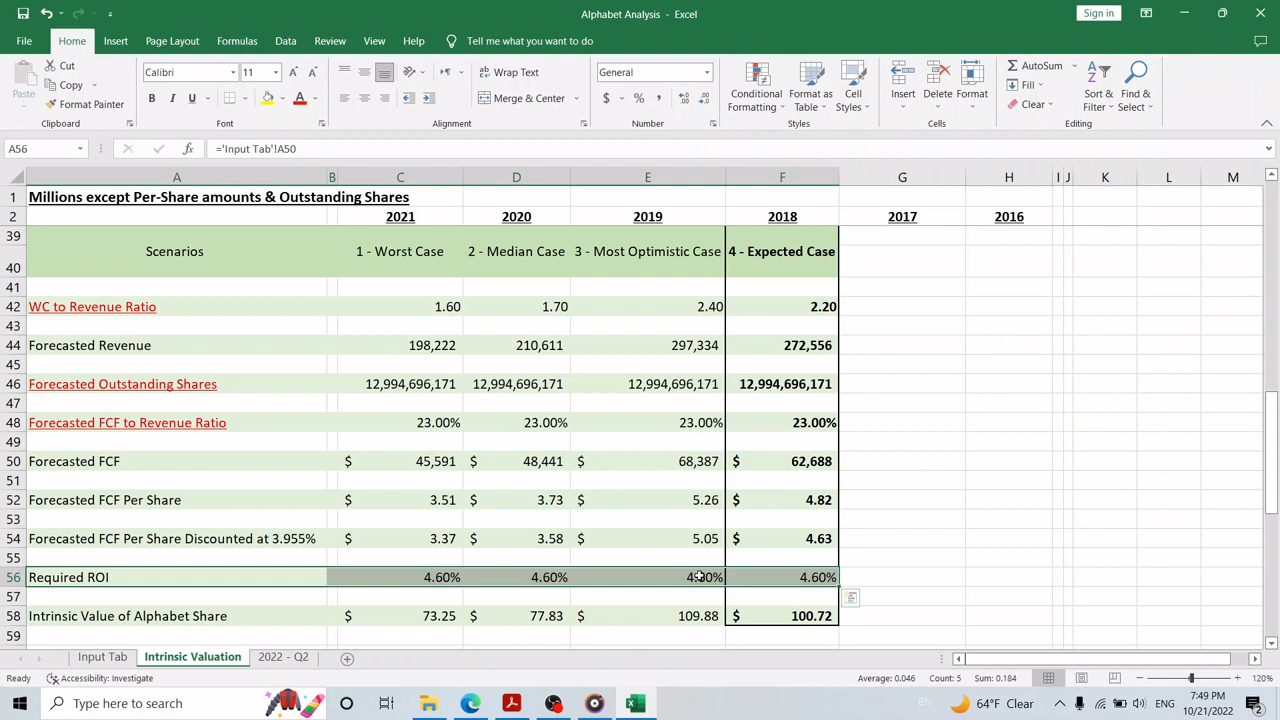 Alphabet Analysis - Excel
Sign in
File Home Insert Page Layout Formulas Data Review View Help Tell me what you want to do
Paste Cut Copy Format Painter Clipboard
Calibri 11 B I U A Font
Wrap Text Merge & Center Alignment
General $ % , Number
Conditional Formatting Format as Table Cell Styles Styles
Insert Delete Format Cells
AutoSum Fill Clear Sort & Filter Find & Select Editing
A56 fx ='Input Tab'!A50
A B C D E F G H I J K L M
1 Millions except Per-Share amounts & Outstanding Shares
2 2021 2020 2019 2018 2017 2016
39
40 Scenarios 1 - Worst Case 2 - Median Case 3 - Most Optimistic Case 4 - Expected Case
41
42 WC to Revenue Ratio 1.60 1.70 2.40 2.20
43
44 Forecasted Revenue 198,222 210,611 297,334 272,556
45
46 Forecasted Outstanding Shares 12,994,696,171 12,994,696,171 12,994,696,171 12,994,696,171
47
48 Forecasted FCF to Revenue Ratio 23.00% 23.00% 23.00% 23.00%
49
50 Forecasted FCF $ 45,591 $ 48,441 $ 68,387 $ 62,688
51
52 Forecasted FCF Per Share $ 3.51 $ 3.73 $ 5.26 $ 4.82
53
54 Forecasted FCF Per Share Discounted at 3.955% $ 3.37 $ 3.58 $ 5.05 $ 4.63
55
56 Required ROI 4.60% 4.60% 4.60%
57
58 Intrinsic Value of Alphabet Share $ 73.25 $ 77.83 $ 109.88 $ 100.72
59
Input Tab Intrinsic Valuation 2022 - Q2
Ready Accessibility: Investigate Average: 0.046 Count: 5 Sum: 0.184 120%
Type here to search 64°F Clear ENG 7:49 PM
ENG 10/21/2022 2